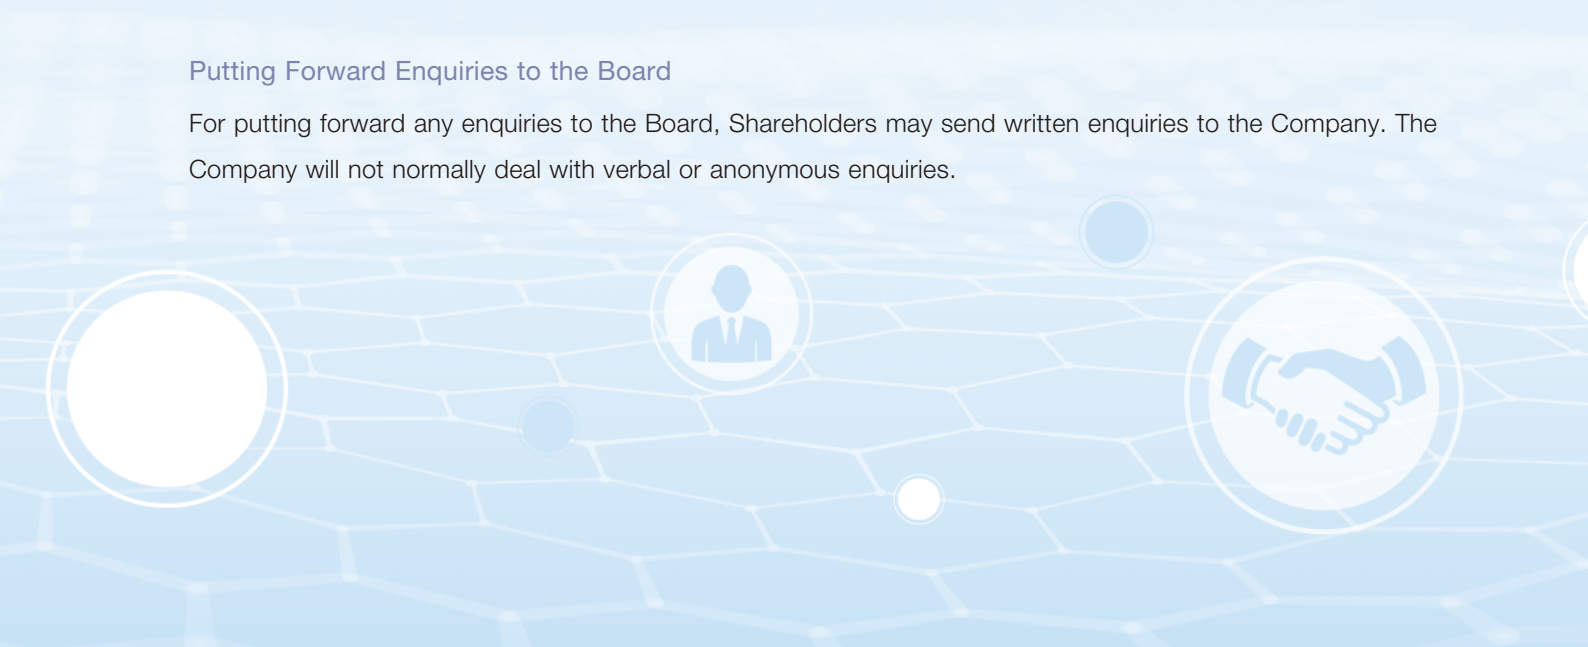 Putting Forward Enquiries to the Board
For putting forward any enquiries to the Board, Shareholders may send written enquiries to the Company. The
Company will not normally deal with verbal or anonymous enquiries.